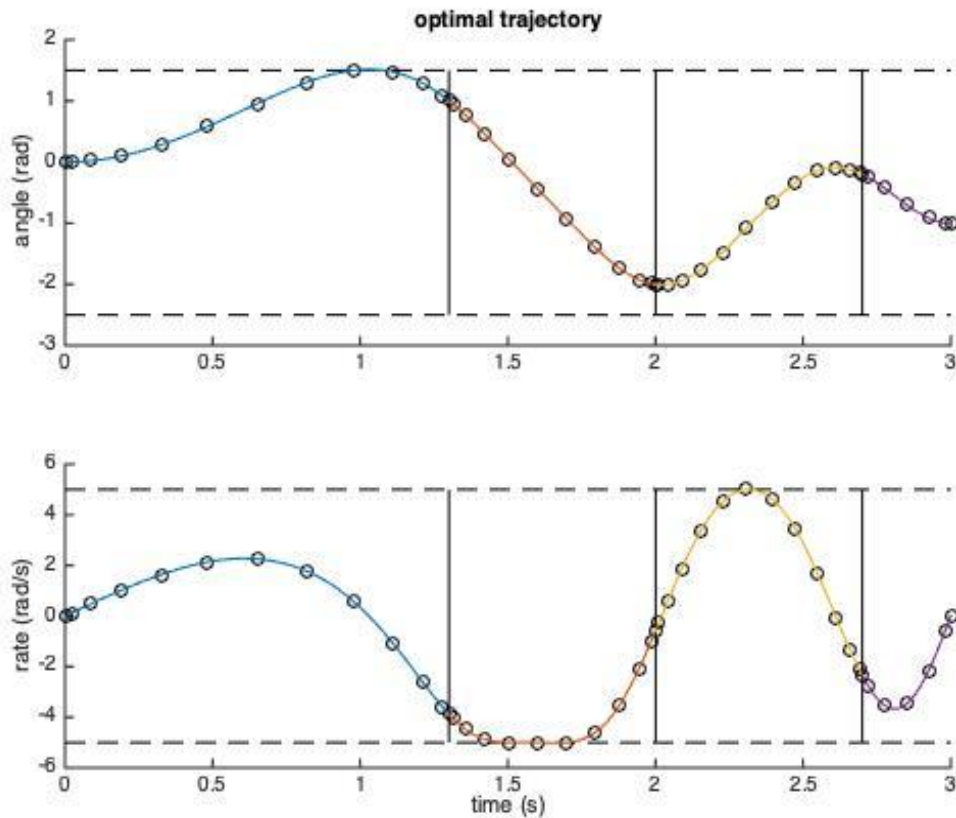 optimal trajectory
2
1
0
-1
-2
-3
angle (rad)
0 0.5 1 1.5 2 2.5 3
6
4
2
0
-2
-4
-6
rate (rad/s)
0 0.5 1 1.5 2 2.5 3
time (s)